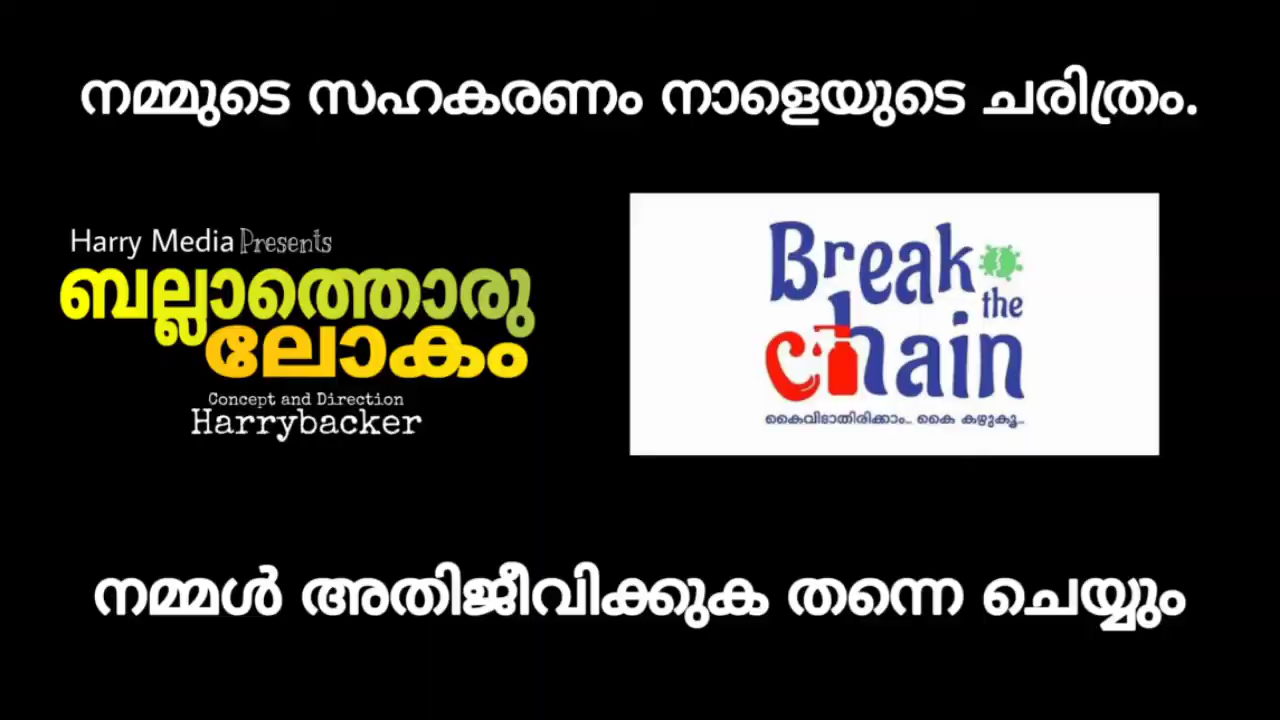 നമ്മുടെ സഹകരണം നാളെയുടെ ചരിത്രം.
Harry Media Presents
ബല്ലാത്തൊരു
ലോകം
Concept and Direction
Harrybacker
Break
the
chain
കൈവിടാതിരിക്കാം... കൈ കഴുകൂ...
നമ്മൾ അതിജീവിക്കുക തന്നെ ചെയ്യും